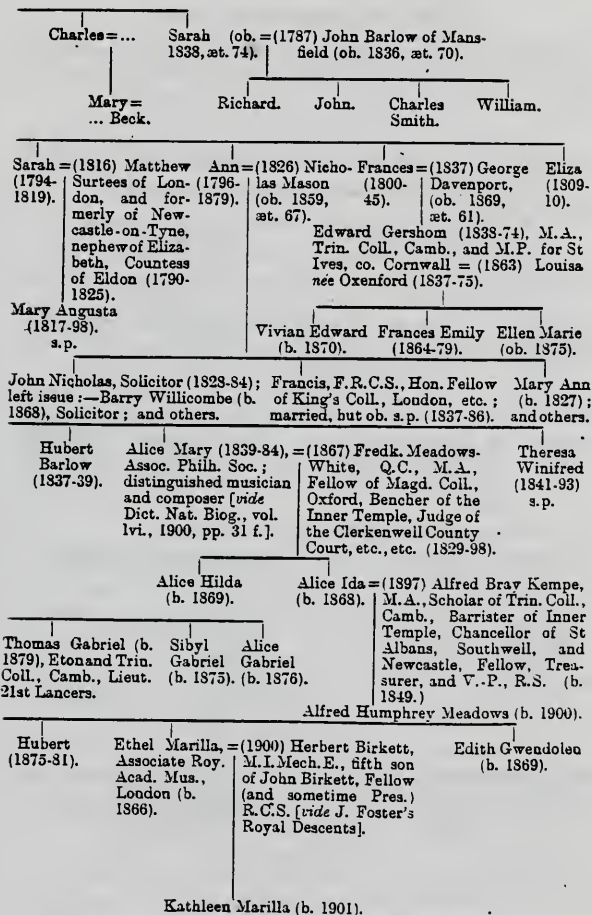 Charles=... Sarah (ob. =(1787) John Barlow of Mans-
1838, æt. 74). field (ob. 1836, æt. 70).
Mary= Richard. John. Charles William.
... Beck. Smith.
Sarah =(1816) Matthew Ann=(1826) Nicho- Frances=(1837) George Eliza
(1794- Surtees of Lon- (1796- las Mason (1800- Davenport, (1809-
1819). don, and for- 1879). (ob. 1859, 45). (ob. 1869, 10).
merly of New- æt. 67). æt. 61).
castle-on-Tyne, Edward Gershom (1838-74), M.A.,
nephew of Eliza- Trin. Coll., Camb., and M.P. for St
beth, Countess Ives, co. Cornwall = (1863) Louisa
of Eldon (1790- née Oxenford (1837-75).
1825).
Mary Augusta
(1817-98). Vivian Edward Frances Emily Ellen Marie
s.p. (b. 1870). (1864-79). (ob. 1875).
John Nicholas, Solicitor (1828-84); Francis, F.R.C.S., Hon. Fellow Mary Ann
left issue :—Barry Willicombe (b. of King's Coll., London, etc.; (b. 1827);
1868), Solicitor; and others. married, but ob. s.p. (1837-86). and others.
Hubert Alice Mary (1839-84), =(1867) Fredk. Meadows- Theresa
Barlow Assoc. Philh. Soc.; White, Q.C., M.A., Winifred
(1837-39). distinguished musician Fellow of Magd. Coll., (1841-93)
and composer [vide Oxford, Bencher of the s.p.
Dict. Nat. Biog., vol. Inner Temple, Judge of
lvi., 1900, pp. 31 f.]. the Clerkenwell County
Court, etc., etc. (1829-98).
Alice Hilda Alice Ida=(1897) Alfred Bray Kempe,
(b. 1869). (b. 1868). M.A., Scholar of Trin. Coll.,
Camb., Barrister of Inner
Thomas Gabriel (b. Sibyl Alice Temple, Chancellor of St
1879), Eton and Trin. Gabriel Gabriel Albans, Southwell, and
Coll., Camb., Lieut. (b. 1875). (b. 1876). Newcastle, Fellow, Trea-
21st Lancers. surer, and V.-P., R.S. (b.
1849.)
Alfred Humphrey Meadows (b. 1900).
Hubert Ethel Marilla, =(1900) Herbert Birkett, Edith Gwendolen
(1875-81). Associate Roy. M.I.Mech.E., fifth son (b. 1869).
Acad. Mus., of John Birkett, Fellow
London (b. (and sometime Pres.)
1866). R.C.S. [vide J. Foster's
Royal Descents].
Kathleen Marilla (b. 1901).